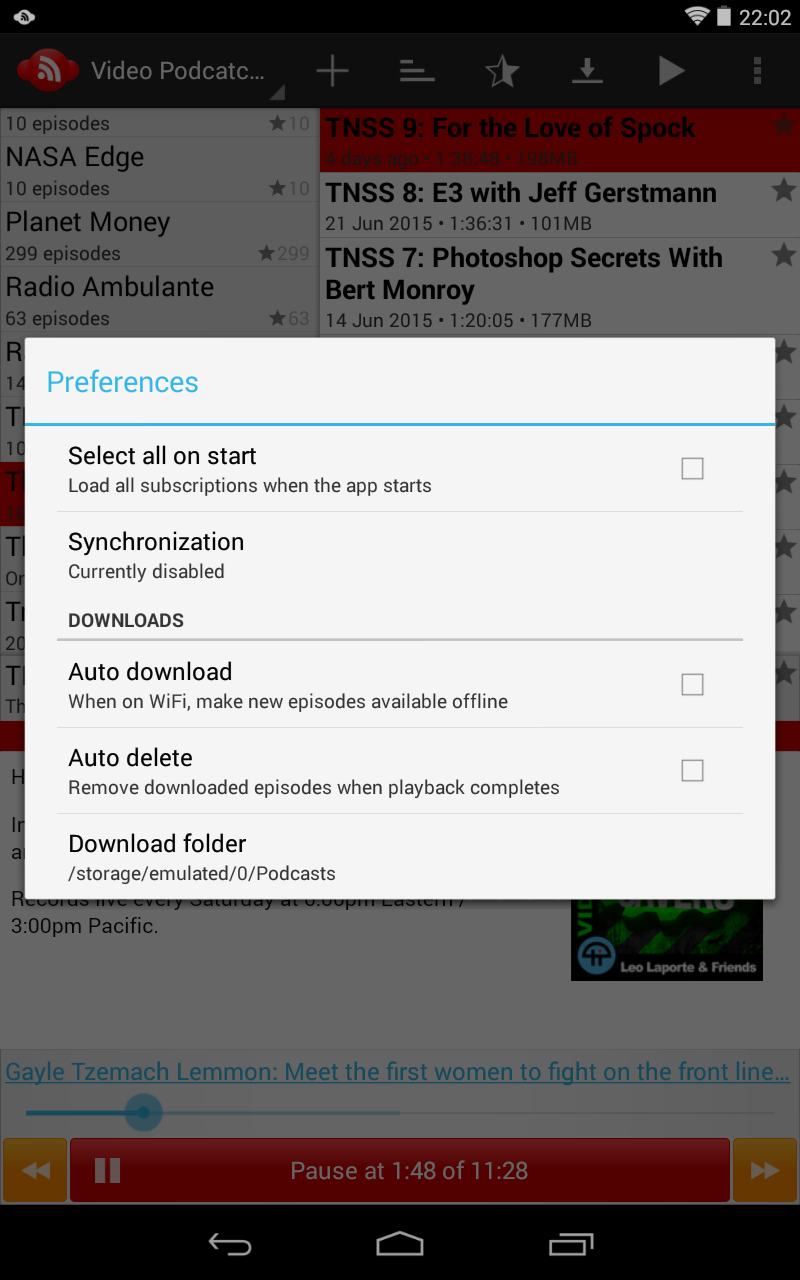 22:02
Video Podcatc...
10 episodes
10
NASA Edge
10 episodes
10
Planet Money
299 episodes
299
Radio Ambulante
63 episodes
63
TNSS 9: For the Love of Spock
4 days ago • 1:38:48 • 198MB
TNSS 8: E3 with Jeff Gerstmann
21 Jun 2015 • 1:36:31 • 101MB
TNSS 7: Photoshop Secrets With
Bert Monroy
14 Jun 2015 • 1:20:05 • 177MB
Preferences
Select all on start
Load all subscriptions when the app starts
Synchronization
Currently disabled
DOWNLOADS
Auto download
When on WiFi, make new episodes available offline
Auto delete
Remove downloaded episodes when playback completes
Download folder
/storage/emulated/0/Podcasts
Records live every Saturday at 6:00pm Eastern /
3:00pm Pacific.
Leo Laporte & Friends
Gayle Tzemach Lemmon: Meet the first women to fight on the front line...
Pause at 1:48 of 11:28